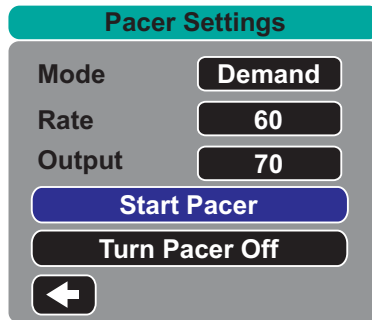 Pacer Settings
Mode Demand
Rate 60
Output 70
Start Pacer
Turn Pacer Off